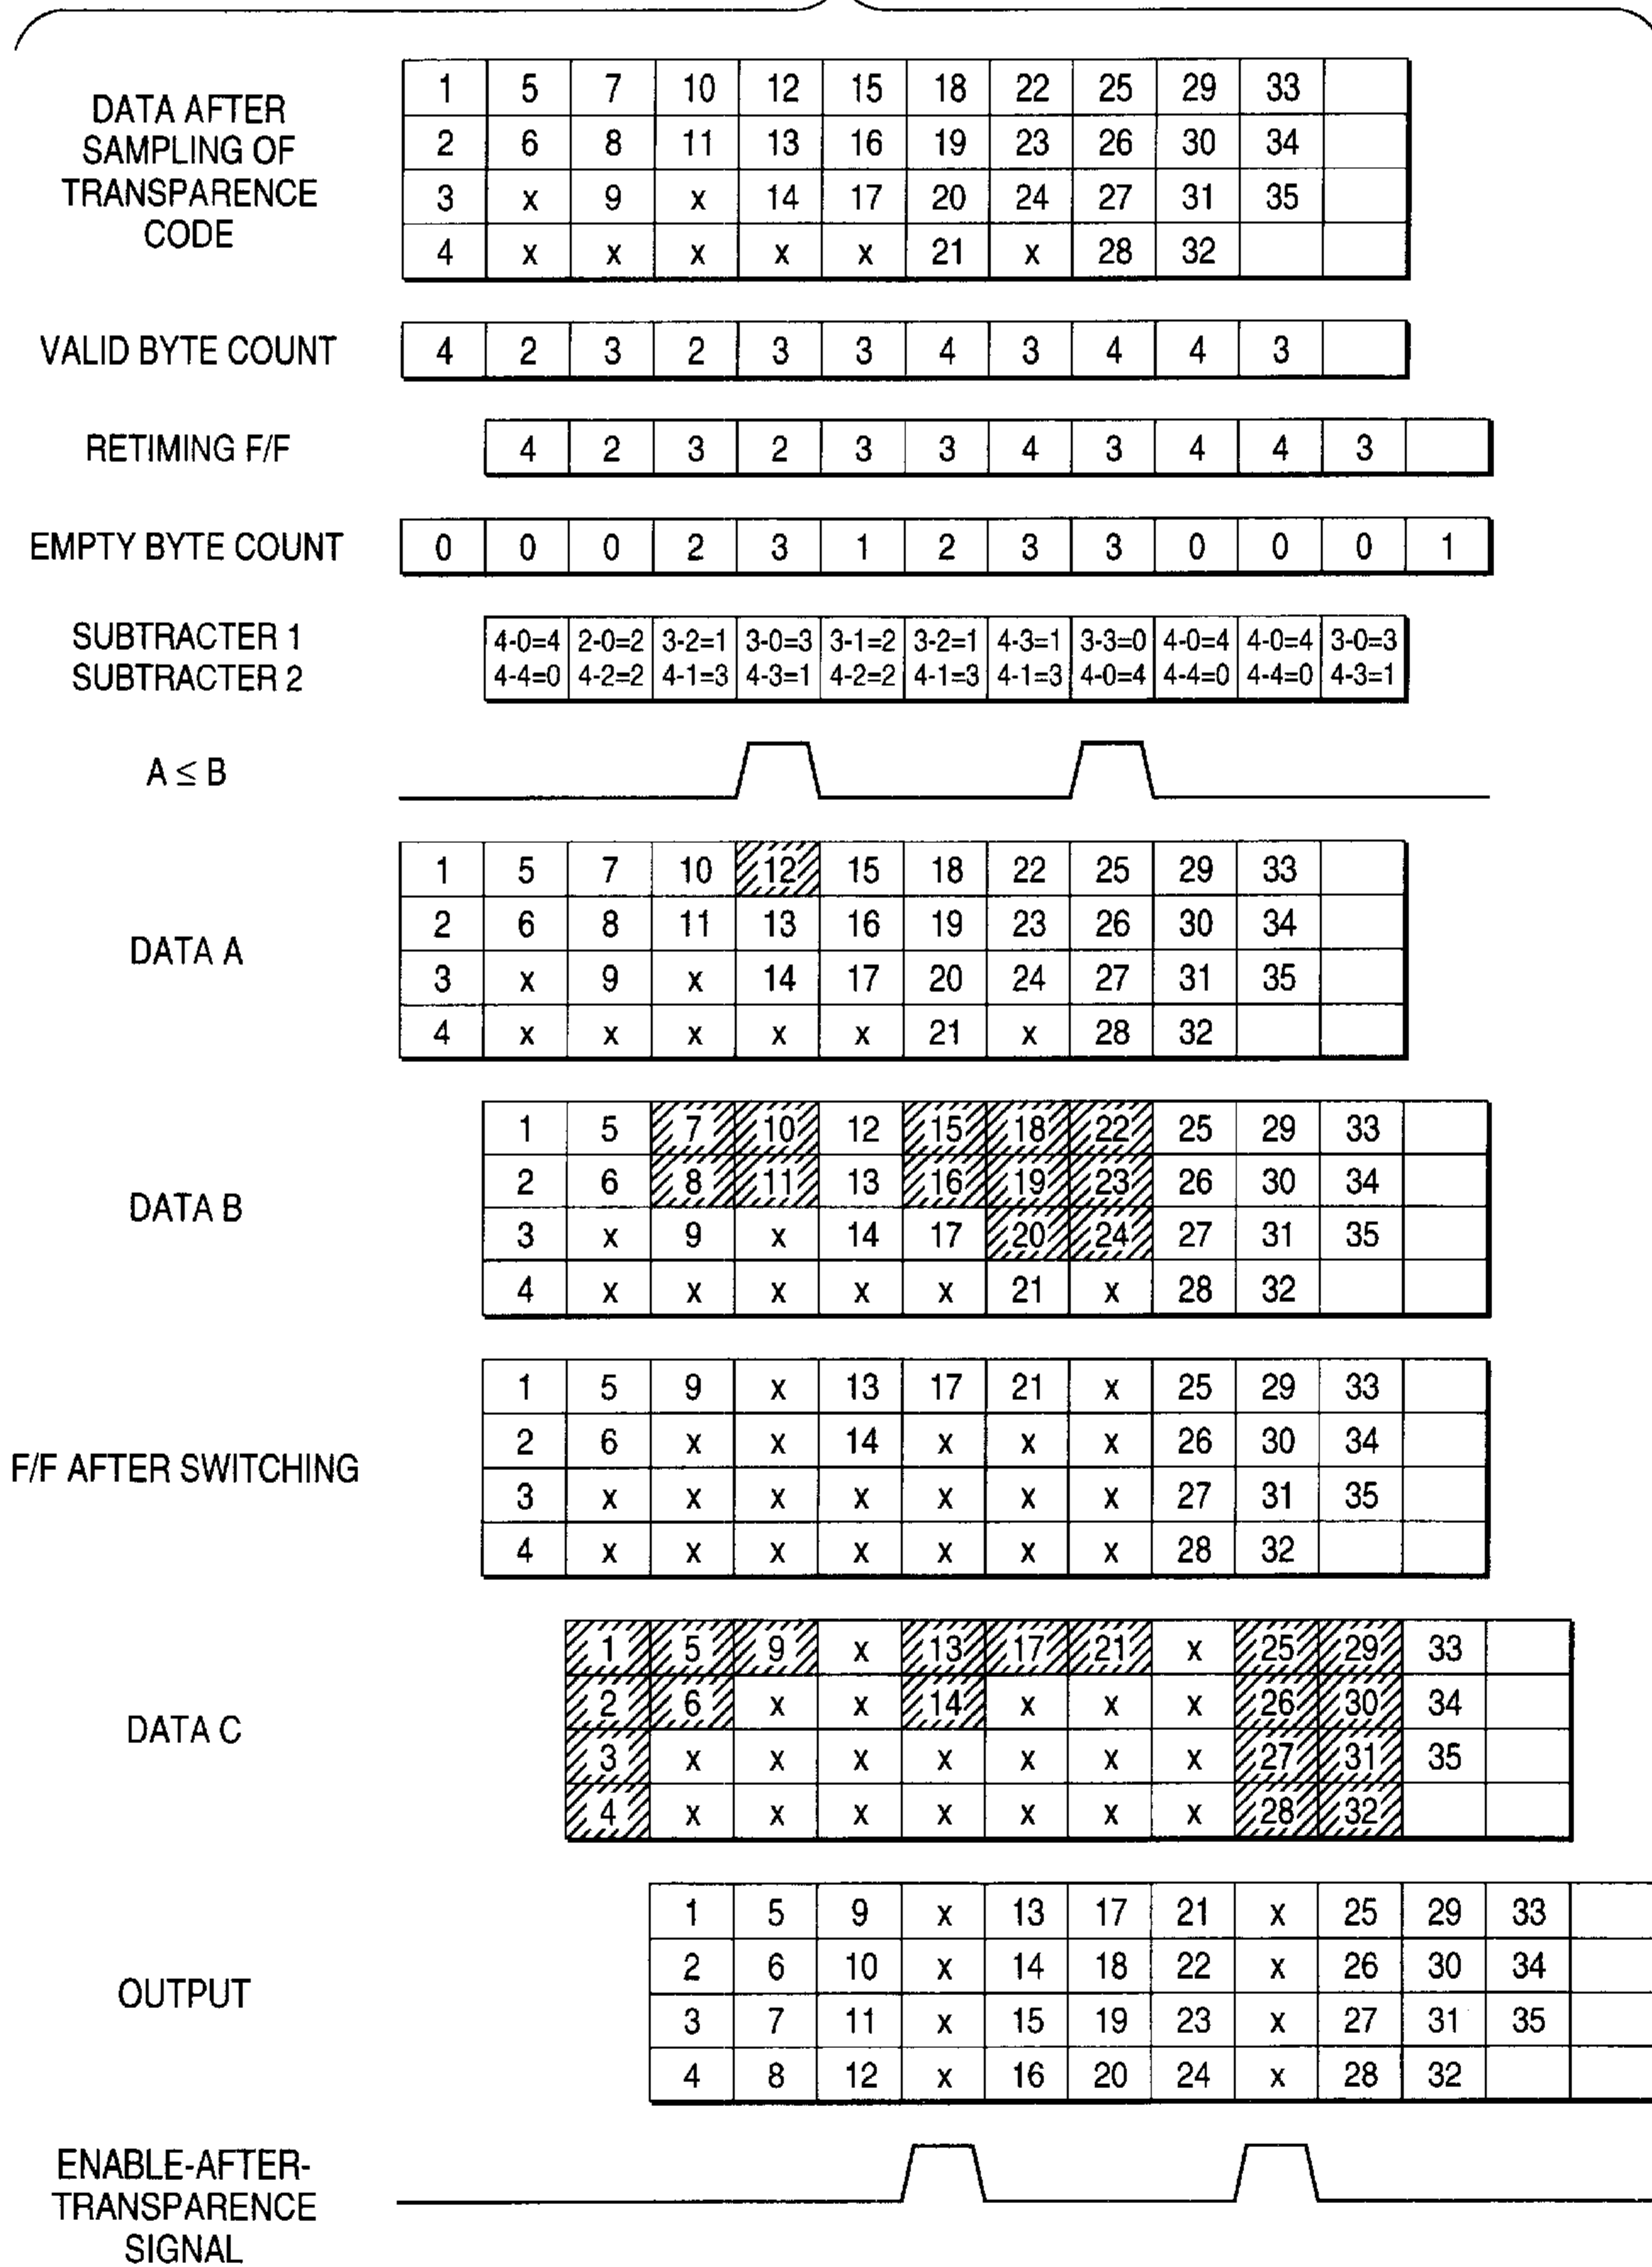 DATA AFTER
SAMPLING OF
TRANSPARENCE
CODE
1 5 7 10 12 15 18 22 25 29 33
2 6 8 11 13 16 19 23 26 30 34
3 x 9 x 14 17 20 24 27 31 35
4 x x x x x 21 x 28 32
VALID BYTE COUNT
4 2 3 2 3 3 4 3 4 4 3
RETIMING F/F
4 2 3 2 3 3 4 3 4 4 3
EMPTY BYTE COUNT
0 0 0 2 3 1 2 3 3 0 0 0 1
SUBTRACTER 1
4-0=4 2-0=2 3-2=1 3-0=3 3-1=2 3-2=1 4-3=1 3-3=0 4-0=4 4-0=4 3-0=3
SUBTRACTER 2
4-4=0 4-2=2 4-1=3 4-3=1 4-2=2 4-1=3 4-1=3 4-0=4 4-4=0 4-4=0 4-3=1
A ≤ B
DATA A
1 5 7 10 12 15 18 22 25 29 33
2 6 8 11 13 16 19 23 26 30 34
3 x 9 x 14 17 20 24 27 31 35
4 x x x x x 21 x 28 32
DATA B
1 5 7 10 12 15 18 22 25 29 33
2 6 8 11 13 16 19 23 26 30 34
3 x 9 x 14 17 20 24 27 31 35
4 x x x x x 21 x 28 32
F/F AFTER SWITCHING
1 5 9 x 13 17 21 x 25 29 33
2 6 x x 14 x x x 26 30 34
3 x x x x x x x 27 31 35
4 x x x x x x x 28 32
DATA C
1 5 9 x 13 17 21 x 25 29 33
2 6 x x 14 x x x 26 30 34
3 x x x x x x x 27 31 35
4 x x x x x x x 28 32
OUTPUT
1 5 9 x 13 17 21 x 25 29 33
2 6 10 x 14 18 22 x 26 30 34
3 7 11 x 15 19 23 x 27 31 35
4 8 12 x 16 20 24 x 28 32
ENABLE-AFTER-
TRANSPARENCE
SIGNAL